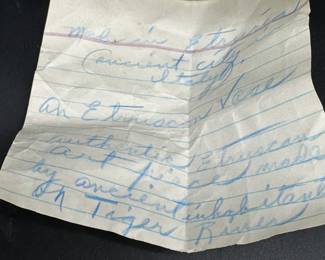 Made in Etruscan
(ancient city
Italy).
An Etruscan Vase
authentic Etruscan
art piece made
by ancient inhabitants
on Tiger River